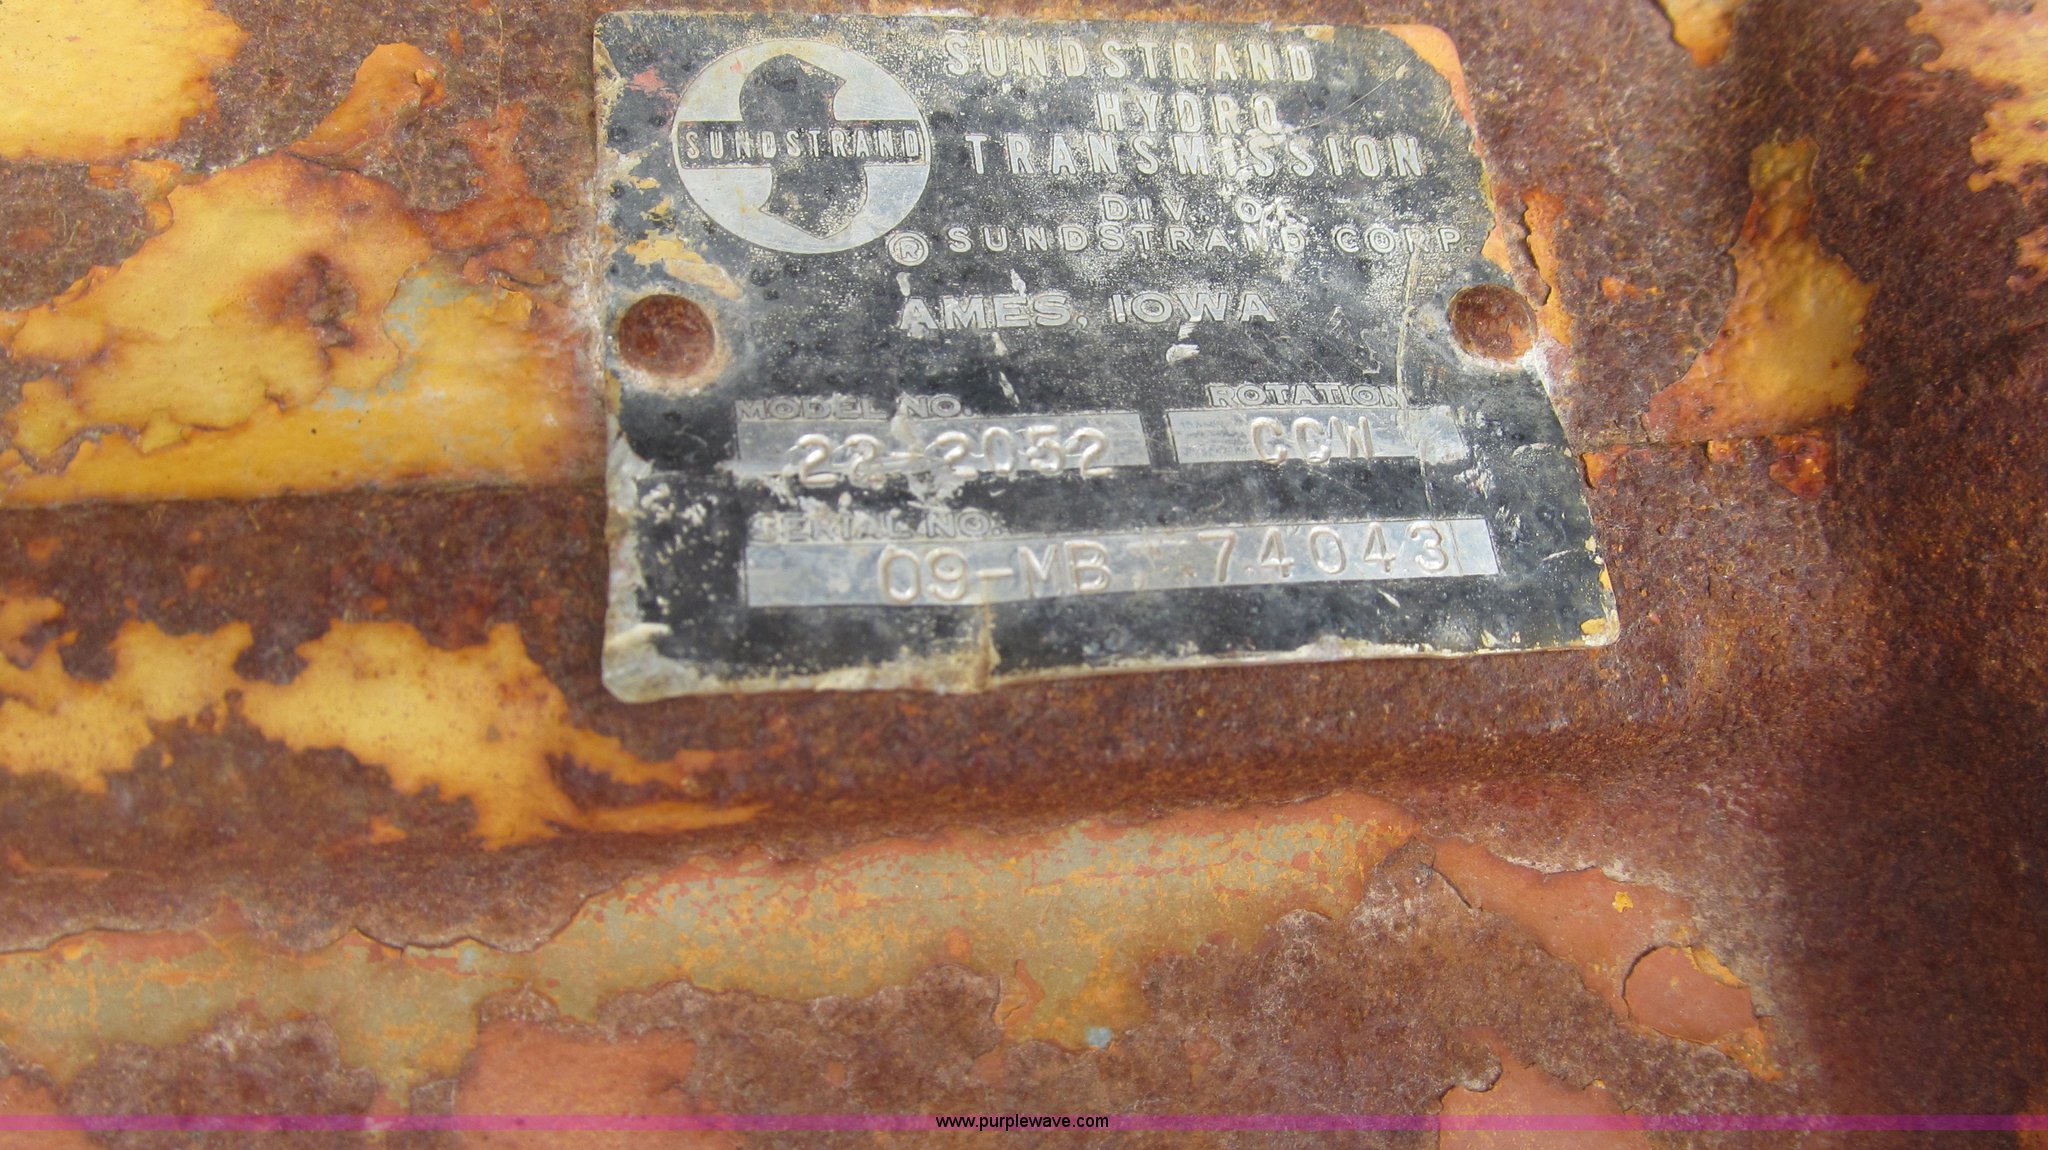 SUNDSTRAND
SUNDSTRAND
HYDRO
TRANSMISSION
DIV. OF
® SUNDSTRAND CORP.
AMES, IOWA
MODEL NO. ROTATION
22-2052 CCW
SERIAL NO.
09-MB 74043
www.purplewave.com